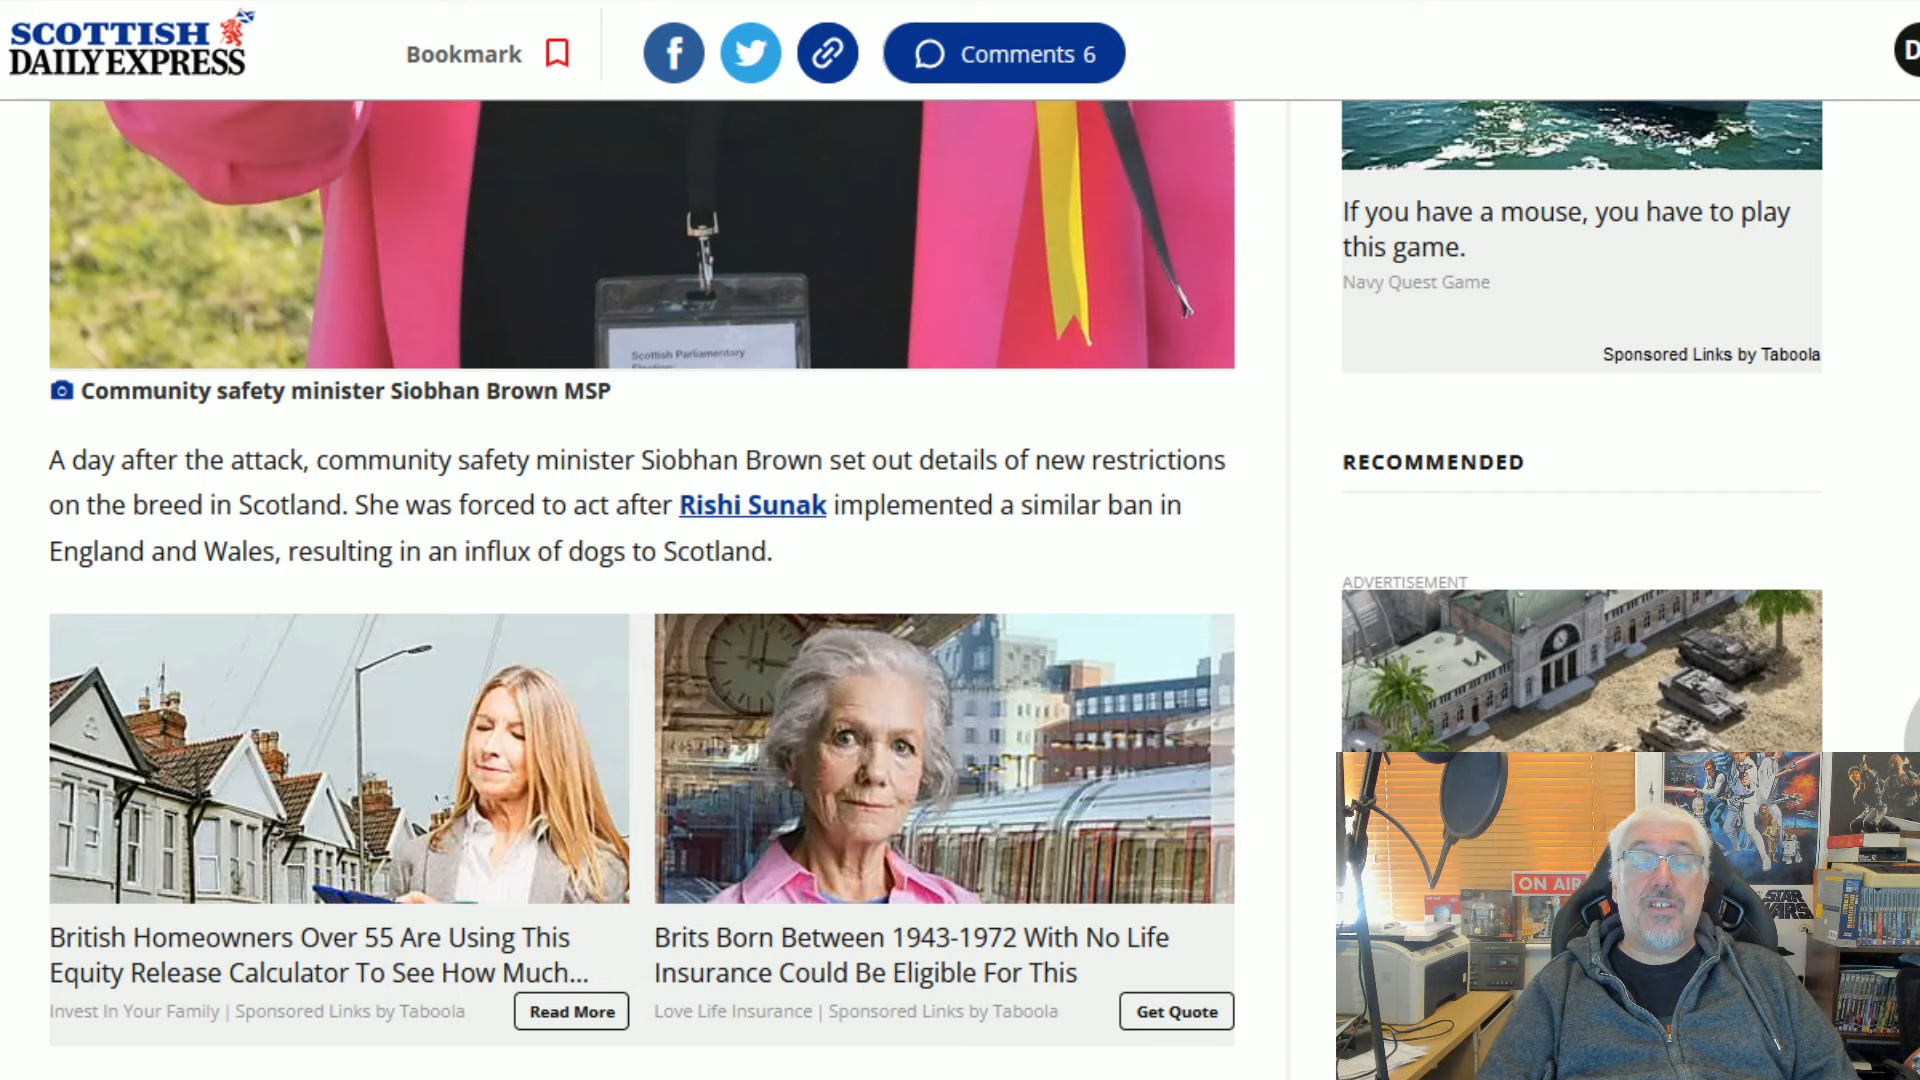 SCOTTISH
DAILY EXPRESS
Bookmark
Comments 6
D
Scottish Parliamentary
Election:
Community safety minister Siobhan Brown MSP
A day after the attack, community safety minister Siobhan Brown set out details of new restrictions
on the breed in Scotland. She was forced to act after Rishi Sunak implemented a similar ban in
England and Wales, resulting in an influx of dogs to Scotland.
British Homeowners Over 55 Are Using This
Equity Release Calculator To See How Much...
Invest In Your Family | Sponsored Links by Taboola
Read More
Brits Born Between 1943-1972 With No Life
Insurance Could Be Eligible For This
Love Life Insurance | Sponsored Links by Taboola
Get Quote
If you have a mouse, you have to play
this game.
Navy Quest Game
Sponsored Links by Taboola
RECOMMENDED
ADVERTISEMENT
ON AIR
STAR
WARS